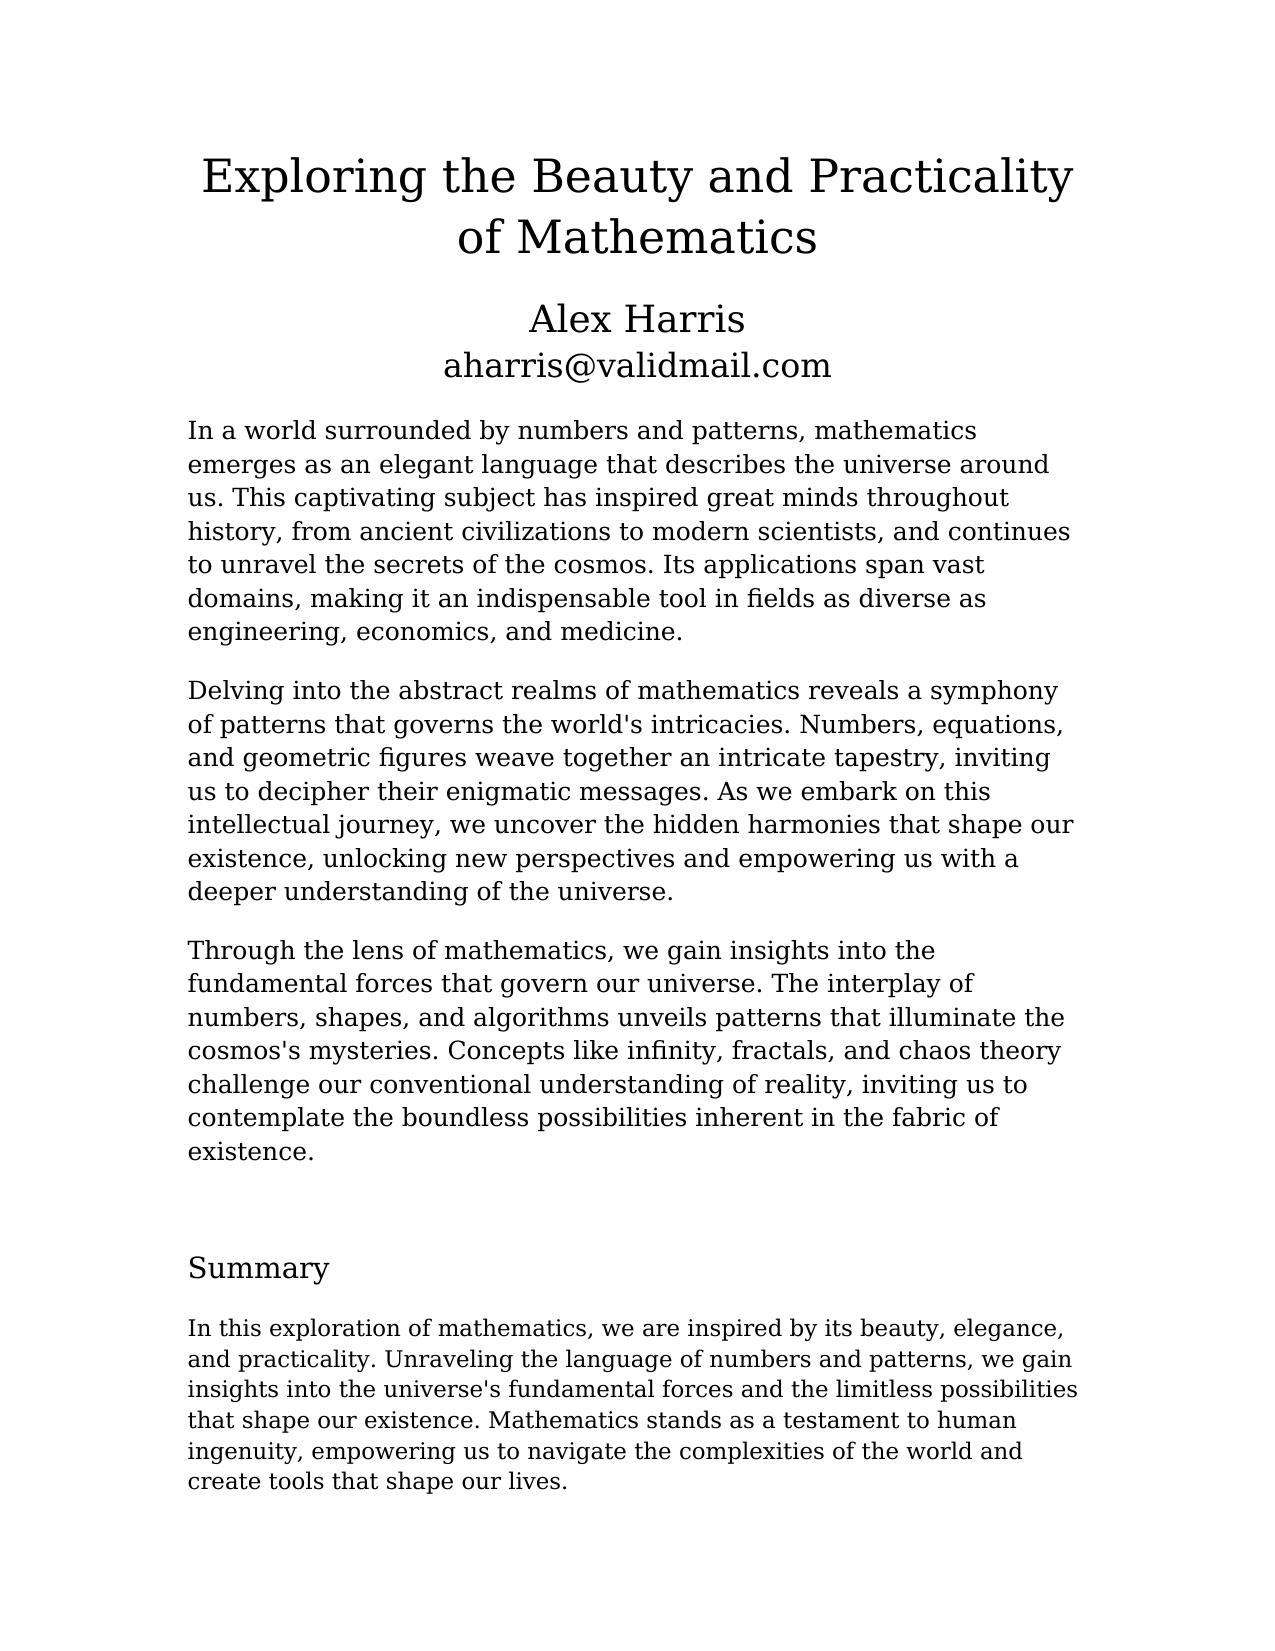 Exploring the Beauty and Practicality
of Mathematics
Alex Harris
aharris@validmail.com
In a world surrounded by numbers and patterns, mathematics
emerges as an elegant language that describes the universe around
us. This captivating subject has inspired great minds throughout
history, from ancient civilizations to modern scientists, and continues
to unravel the secrets of the cosmos. Its applications span vast
domains, making it an indispensable tool in fields as diverse as
engineering, economics, and medicine.
Delving into the abstract realms of mathematics reveals a symphony
of patterns that governs the world's intricacies. Numbers, equations,
and geometric figures weave together an intricate tapestry, inviting
us to decipher their enigmatic messages. As we embark on this
intellectual journey, we uncover the hidden harmonies that shape our
existence, unlocking new perspectives and empowering us with a
deeper understanding of the universe.
Through the lens of mathematics, we gain insights into the
fundamental forces that govern our universe. The interplay of
numbers, shapes, and algorithms unveils patterns that illuminate the
cosmos's mysteries. Concepts like infinity, fractals, and chaos theory
challenge our conventional understanding of reality, inviting us to
contemplate the boundless possibilities inherent in the fabric of
existence.
Summary
In this exploration of mathematics, we are inspired by its beauty, elegance,
and practicality. Unraveling the language of numbers and patterns, we gain
insights into the universe's fundamental forces and the limitless possibilities
that shape our existence. Mathematics stands as a testament to human
ingenuity, empowering us to navigate the complexities of the world and
create tools that shape our lives.